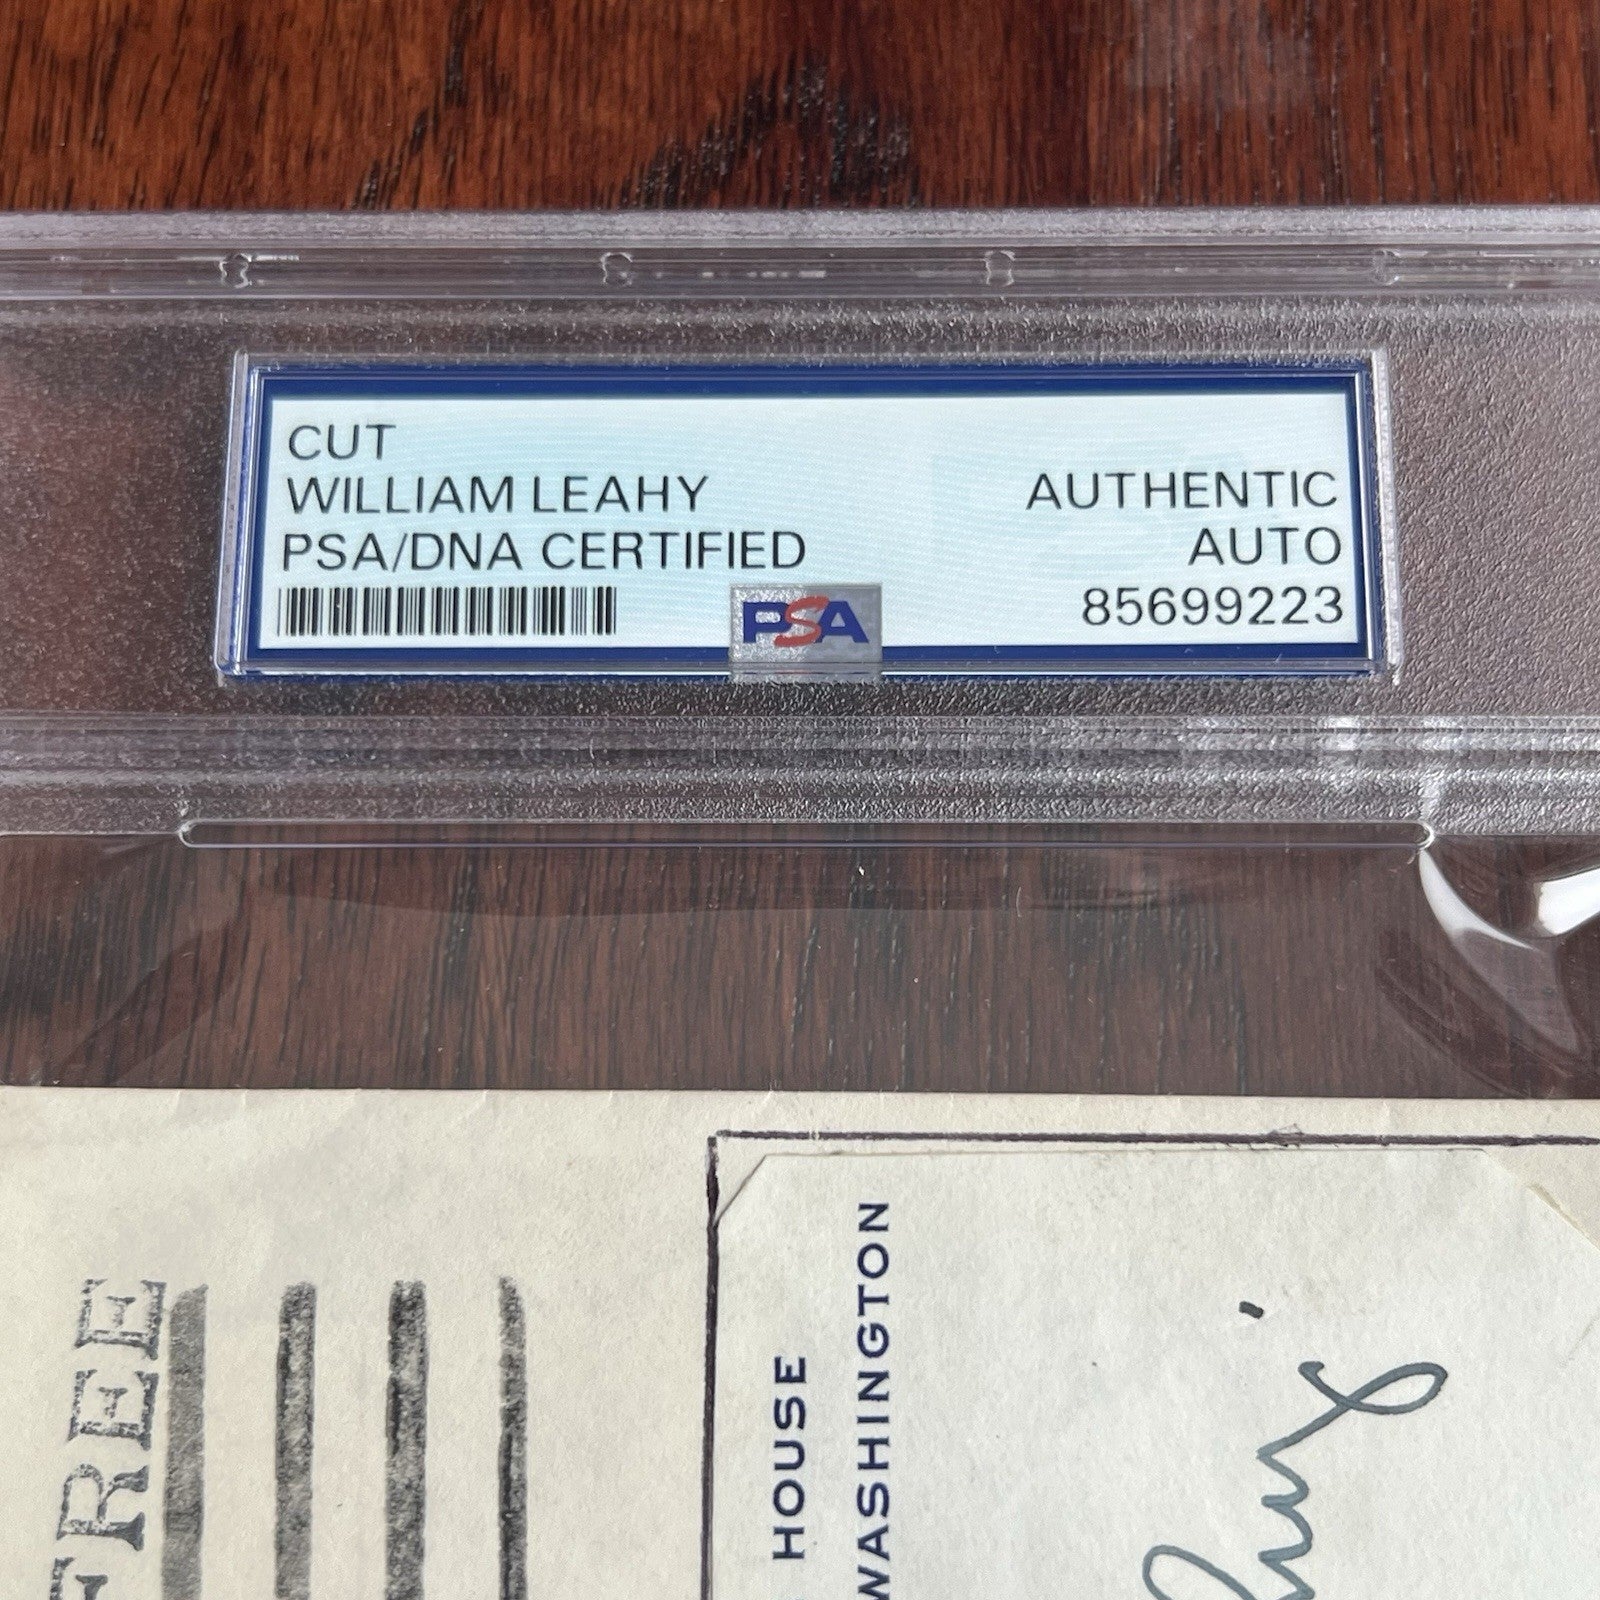 CUT
WILLIAM LEAHY
PSA/DNA CERTIFIED
AUTHENTIC
AUTO
85699223
PSA
FREE
HOUSE
WASHINGTON